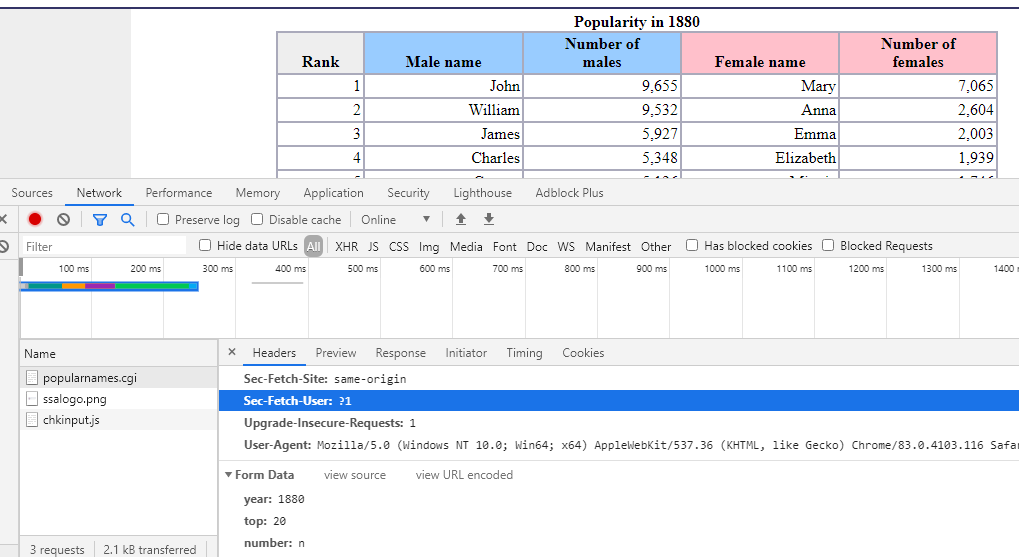 Popularity in 1880
Rank Male name Number of males Female name Number of females
1 John 9,655 Mary 7,065
2 William 9,532 Anna 2,604
3 James 5,927 Emma 2,003
4 Charles 5,348 Elizabeth 1,939
Sources Network Performance Memory Application Security Lighthouse Adblock Plus
Preserve log Disable cache Online
Filter Hide data URLs All XHR JS CSS Img Media Font Doc WS Manifest Other Has blocked cookies Blocked Requests
100 ms 200 ms 300 ms 400 ms 500 ms 600 ms 700 ms 800 ms 900 ms 1000 ms 1100 ms 1200 ms 1300 ms 1400
Name
popularnames.cgi
ssalogo.png
chkinput.js
3 requests 2.1 kB transferred
× Headers Preview Response Initiator Timing Cookies
Sec-Fetch-Site: same-origin
Sec-Fetch-User: ?1
Upgrade-Insecure-Requests: 1
User-Agent: Mozilla/5.0 (Windows NT 10.0; Win64; x64) AppleWebKit/537.36 (KHTML, like Gecko) Chrome/83.0.4103.116 Safar
Form Data view source view URL encoded
year: 1880
top: 20
number: n